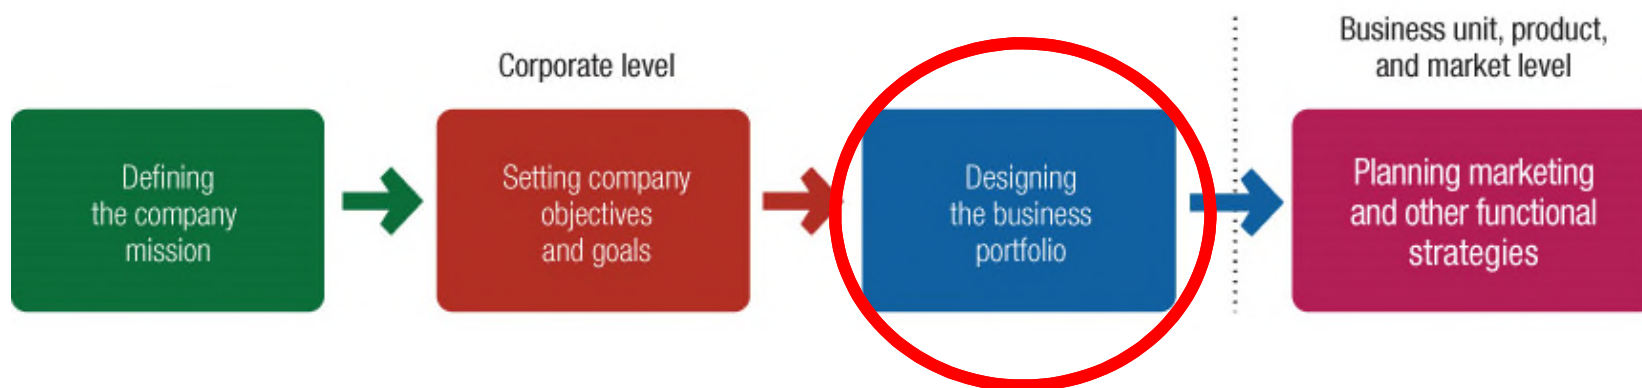 Corporate level
Business unit, product,
and market level
Defining
the company
mission
Setting company
objectives
and goals
Designing
the business
portfolio
Planning marketing
and other functional
strategies